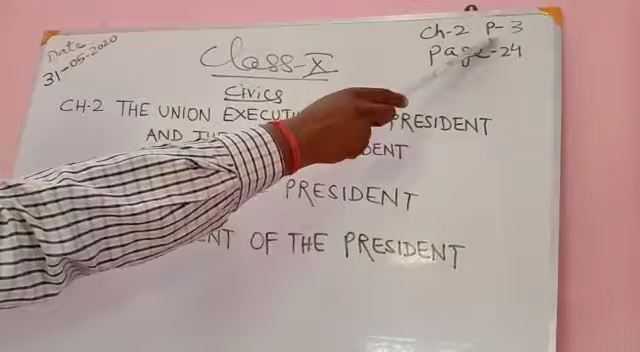 Date
31-05-2020
Ch-2 P-3
Page-24
Class-X
Civics
CH-2 THE UNION EXECUTI PRESIDENT
AND DENT
PRESIDENT
ENT OF THE PRESIDENT